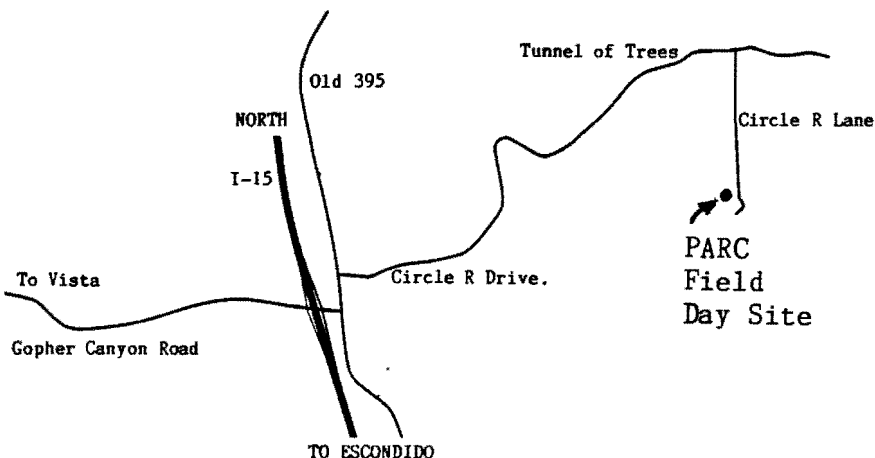 Tunnel of Trees
Old 395
NORTH
Circle R Lane
I-15
PARC
Field
Day Site
To Vista
Circle R Drive.
Gopher Canyon Road
TO ESCONDIDO